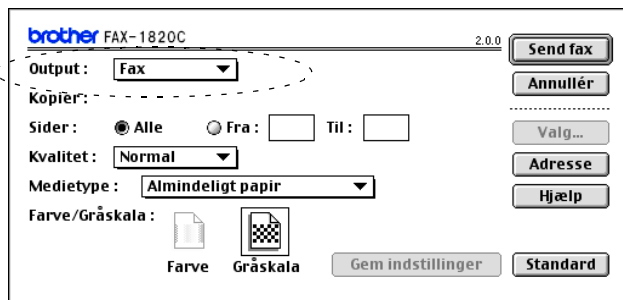 brother FAX-1820C 2.0.0
Send fax
Output : Fax
Annullér
Kopier :
Sider : Alle Fra : Til :
Valg...
Kvalitet : Normal
Adresse
Medietype : Almindeligt papir
Hjælp
Farve/Gråskala :
Farve Gråskala
Gem indstillinger
Standard